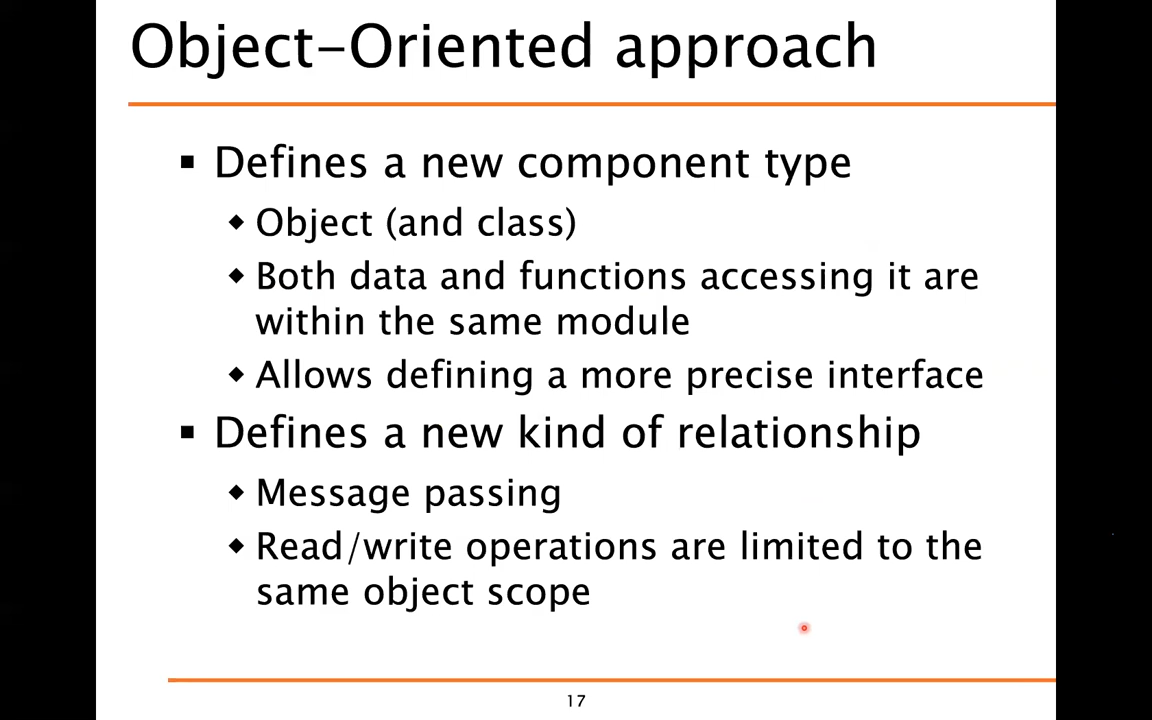 Object-Oriented approach
▪ Defines a new component type
◆ Object (and class)
◆ Both data and functions accessing it are
within the same module
◆ Allows defining a more precise interface
▪ Defines a new kind of relationship
◆ Message passing
◆ Read/write operations are limited to the
same object scope
17